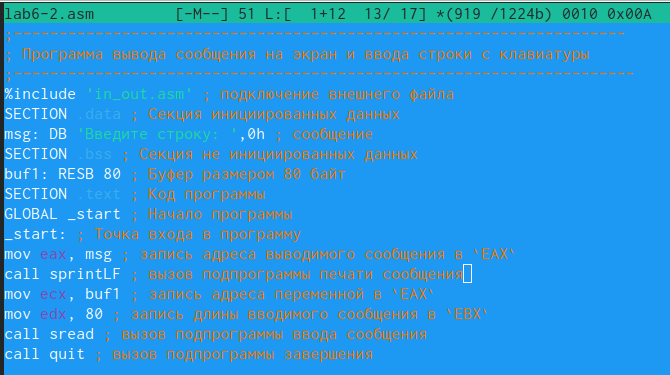 lab6-2.asm [-M--] 51 L:[ 1+12 13/ 17] *(919 /1224b) 0010 0x00A
;---------------------------------------------------------------
; Программа вывода сообщения на экран и ввода строки с клавиатуры
;----------------------------------------------------------------
%include 'in_out.asm' ; подключение внешнего файла
SECTION .data ; Секция инициированных данных
msg: DB 'Введите строку: ',0h ; сообщение
SECTION .bss ; Секция не инициированных данных
buf1: RESB 80 ; Буфер размером 80 байт
SECTION .text ; Код программы
GLOBAL _start ; Начало программы
_start: ; Точка входа в программу
mov eax, msg ; запись адреса выводимого сообщения в `EAX`
call sprintLF ; вызов подпрограммы печати сообщения
mov ecx, buf1 ; запись адреса переменной в `EAX`
mov edx, 80 ; запись длины вводимого сообщения в `EBX`
call sread ; вызов подпрограммы ввода сообщения
call quit ; вызов подпрограммы завершения